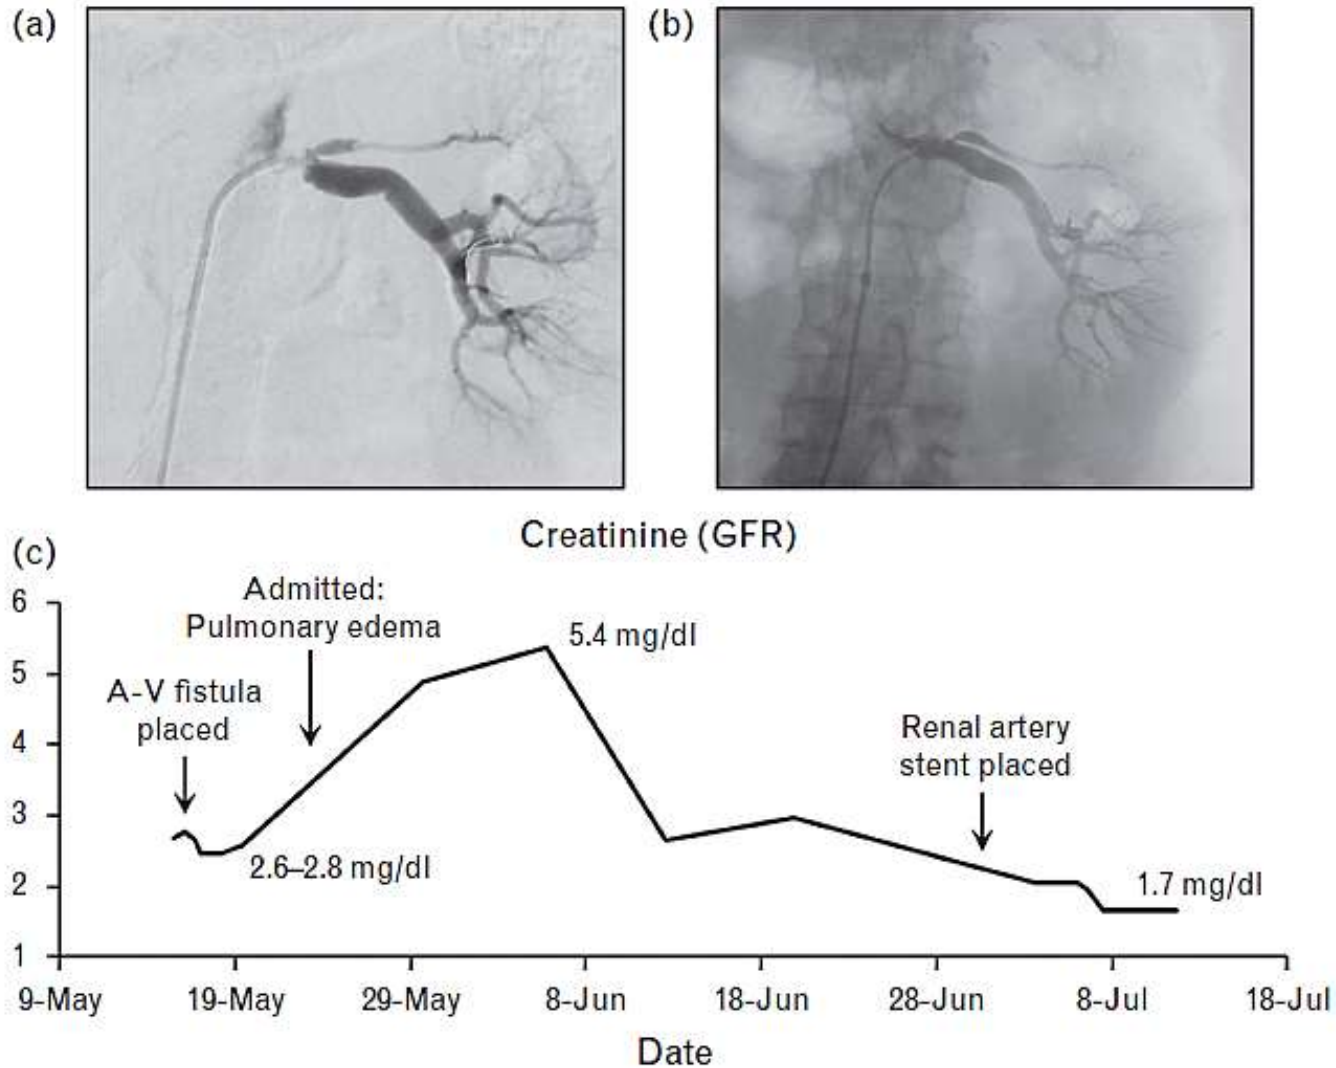 (a)
(b)
(c)
Creatinine (GFR)
Admitted:
Pulmonary edema
A-V fistula
placed
5.4 mg/dl
2.6–2.8 mg/dl
Renal artery
stent placed
1.7 mg/dl
6
5
4
3
2
1
9-May 19-May 29-May 8-Jun 18-Jun 28-Jun 8-Jul 18-Jul
Date